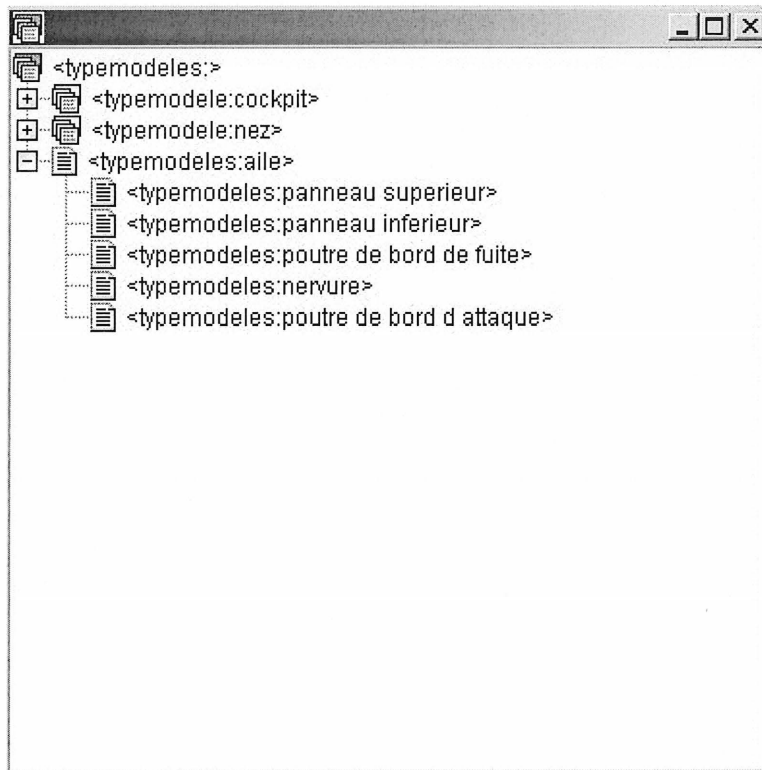 <typemodeles:>
<typemodele:cockpit>
<typemodele:nez>
<typemodeles:aile>
<typemodeles:panneau superieur>
<typemodeles:panneau inferieur>
<typemodeles:poutre de bord de fuite>
<typemodeles:nervure>
<typemodeles:poutre de bord d attaque>